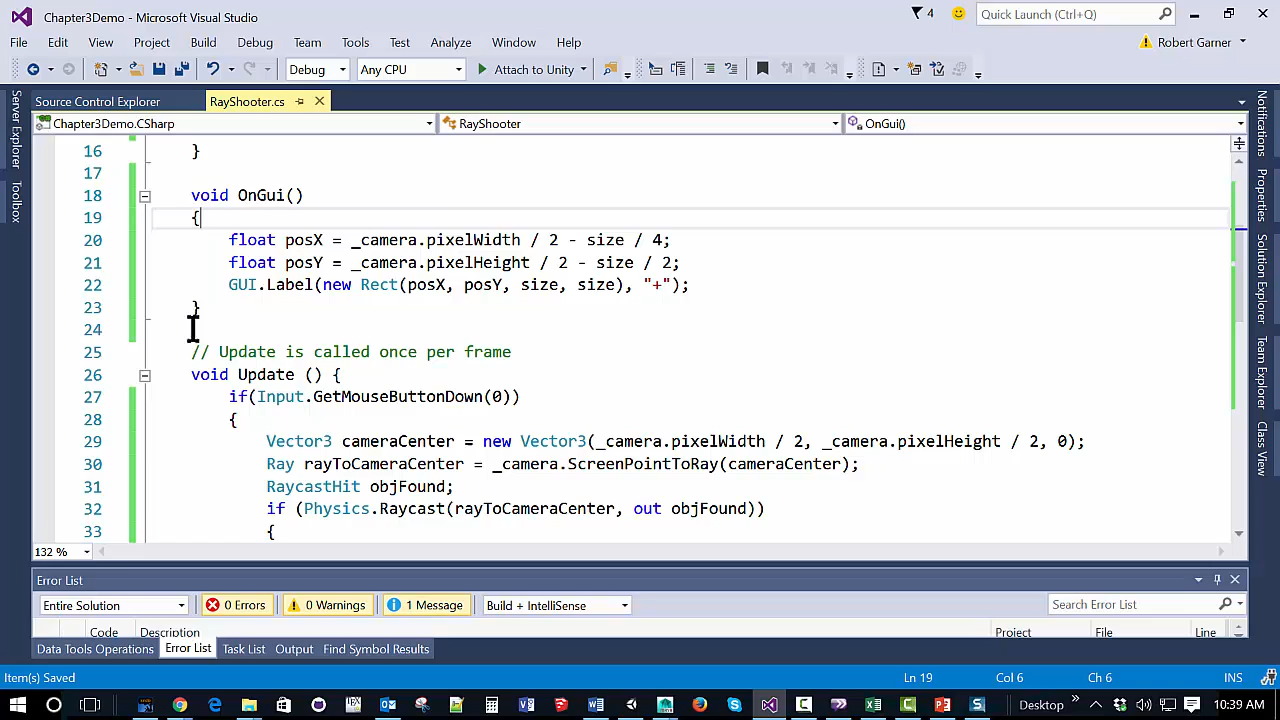 Chapter3Demo - Microsoft Visual Studio
4
Quick Launch (Ctrl+Q)
File Edit View Project Build Debug Team Tools Test Analyze Window Help
Robert Garner
Debug Any CPU Attach to Unity
Source Control Explorer RayShooter.cs
Chapter3Demo.CSharp RayShooter OnGui()
16 }
17
18 void OnGui()
19 {
20 float posX = _camera.pixelWidth / 2 - size / 4;
21 float posY = _camera.pixelHeight / 2 - size / 2;
22 GUI.Label(new Rect(posX, posY, size, size), "+");
23 }
24
25 // Update is called once per frame
26 void Update () {
27 if(Input.GetMouseButtonDown(0))
28 {
29 Vector3 cameraCenter = new Vector3(_camera.pixelWidth / 2, _camera.pixelHeight / 2, 0);
30 Ray rayToCameraCenter = _camera.ScreenPointToRay(cameraCenter);
31 RaycastHit objFound;
32 if (Physics.Raycast(rayToCameraCenter, out objFound))
33 {
132 %
Server Explorer
Toolbox
Notifications
Properties
Solution Explorer
Team Explorer
Class View
Error List
Entire Solution 0 Errors 0 Warnings 1 Message Build + IntelliSense Search Error List
Code Description Project File Line
Data Tools Operations Error List Task List Output Find Symbol Results
Item(s) Saved Ln 19 Col 6 Ch 6 INS
Desktop 10:39 AM